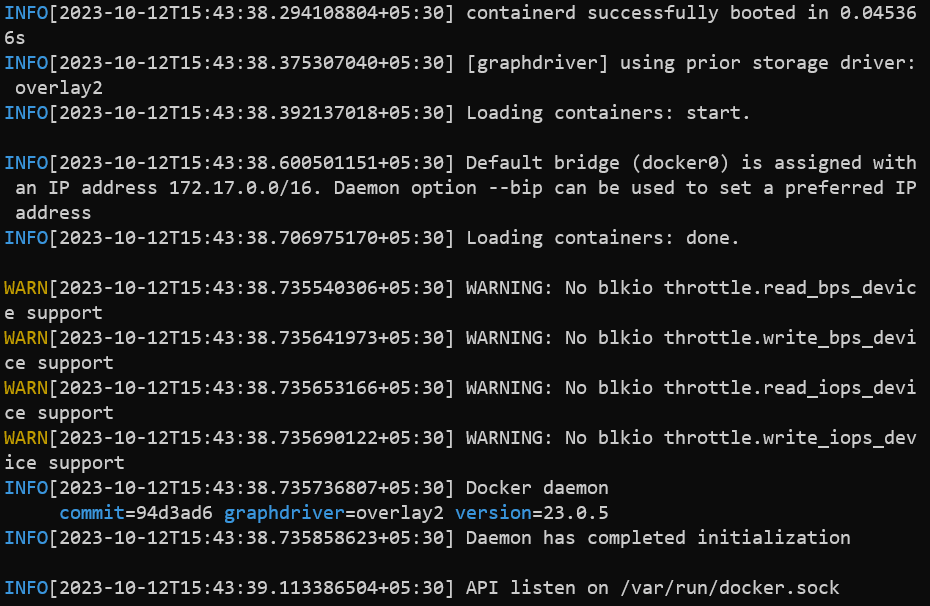 INFO[2023-10-12T15:43:38.294108804+05:30] containerd successfully booted in 0.04536
6s
INFO[2023-10-12T15:43:38.375307040+05:30] [graphdriver] using prior storage driver:
 overlay2
INFO[2023-10-12T15:43:38.392137018+05:30] Loading containers: start.
INFO[2023-10-12T15:43:38.600501151+05:30] Default bridge (docker0) is assigned with
 an IP address 172.17.0.0/16. Daemon option --bip can be used to set a preferred IP
 address
INFO[2023-10-12T15:43:38.706975170+05:30] Loading containers: done.
WARN[2023-10-12T15:43:38.735540306+05:30] WARNING: No blkio throttle.read_bps_devic
e support
WARN[2023-10-12T15:43:38.735641973+05:30] WARNING: No blkio throttle.write_bps_devi
ce support
WARN[2023-10-12T15:43:38.735653166+05:30] WARNING: No blkio throttle.read_iops_devi
ce support
WARN[2023-10-12T15:43:38.735690122+05:30] WARNING: No blkio throttle.write_iops_dev
ice support
INFO[2023-10-12T15:43:38.735736807+05:30] Docker daemon
     commit=94d3ad6 graphdriver=overlay2 version=23.0.5
INFO[2023-10-12T15:43:38.735858623+05:30] Daemon has completed initialization
INFO[2023-10-12T15:43:39.113386504+05:30] API listen on /var/run/docker.sock